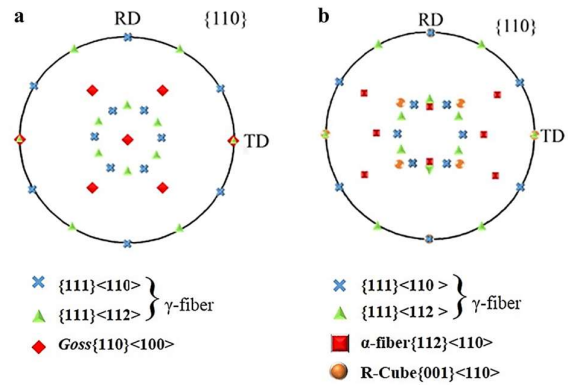 a
RD
{110}
TD
{111}<110>
{111}<112>
γ-fiber
Goss{110}<100>
b
RD
{110}
TD
{111}<110 >
{111}<112 >
γ-fiber
α-fiber{112}<110>
R-Cube{001}<110>